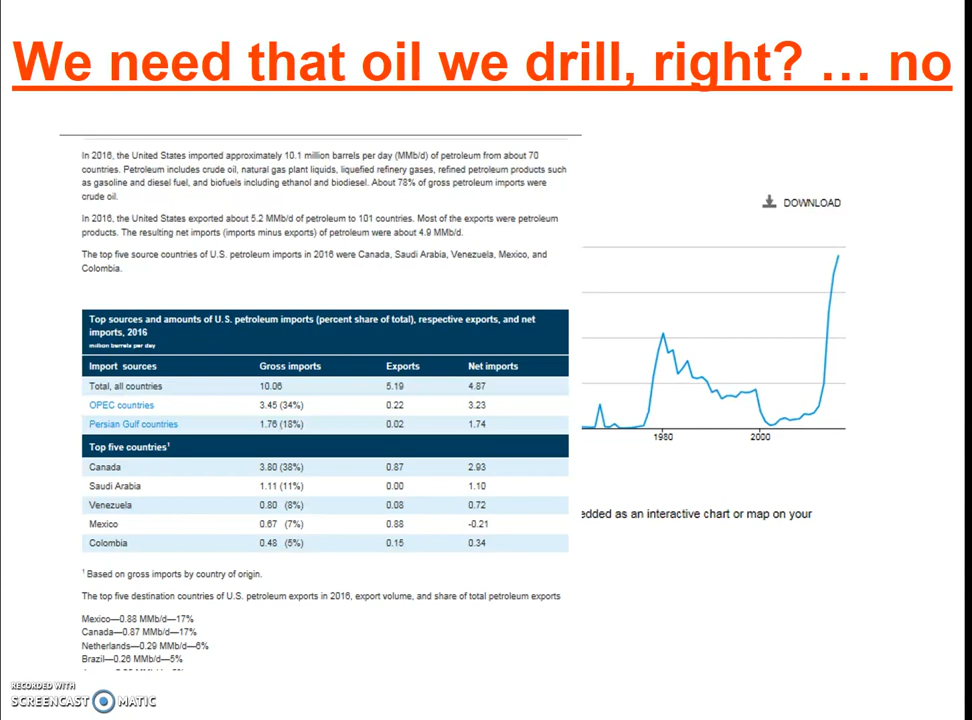 We need that oil we drill, right? … no
In 2016, the United States imported approximately 10.1 million barrels per day (MMb/d) of petroleum from about 70
countries. Petroleum includes crude oil, natural gas plant liquids, liquefied refinery gases, refined petroleum products such
as gasoline and diesel fuel, and biofuels including ethanol and biodiesel. About 78% of gross petroleum imports were
crude oil.
In 2016, the United States exported about 5.2 MMb/d of petroleum to 101 countries. Most of the exports were petroleum
products. The resulting net imports (imports minus exports) of petroleum were about 4.9 MMb/d.
The top five source countries of U.S. petroleum imports in 2016 were Canada, Saudi Arabia, Venezuela, Mexico, and
Colombia.
Top sources and amounts of U.S. petroleum imports (percent share of total), respective exports, and net
imports, 2016
million barrels per day
Import sources Gross imports Exports Net imports
Total, all countries 10.06 5.19 4.87
OPEC countries 3.45 (34%) 0.22 3.23
Persian Gulf countries 1.76 (18%) 0.02 1.74
Top five countries¹
Canada 3.80 (38%) 0.87 2.93
Saudi Arabia 1.11 (11%) 0.00 1.10
Venezuela 0.80 (8%) 0.08 0.72
Mexico 0.67 (7%) 0.88 -0.21
Colombia 0.48 (5%) 0.15 0.34
¹ Based on gross imports by country of origin.
The top five destination countries of U.S. petroleum exports in 2016, export volume, and share of total petroleum exports
Mexico—0.88 MMb/d—17%
Canada—0.87 MMb/d—17%
Netherlands—0.29 MMb/d—6%
Brazil—0.26 MMb/d—5%
DOWNLOAD
1980 2000
edded as an interactive chart or map on your
RECORDED WITH
SCREENCAST MATIC